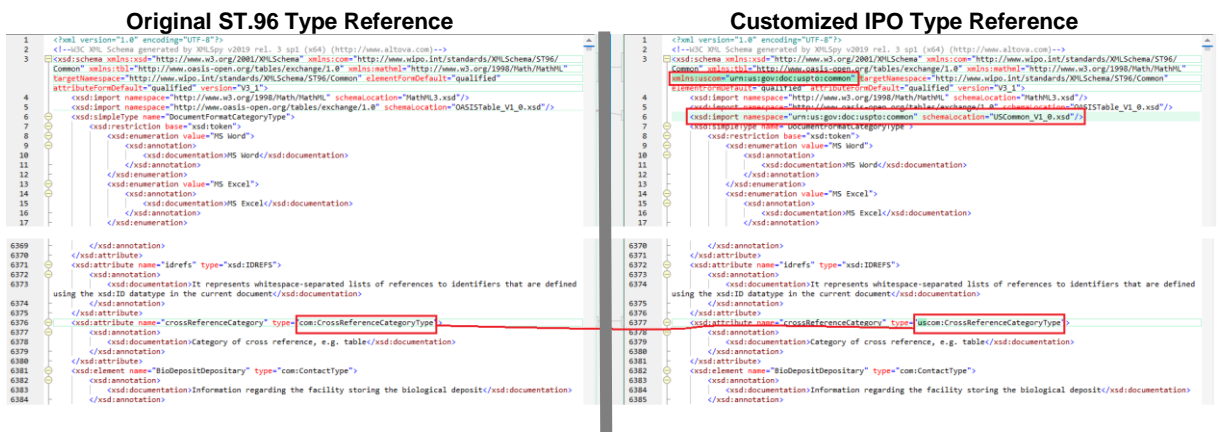 Original ST.96 Type Reference
1 <?xml version="1.0" encoding="UTF-8"?>
2 <!--W3C XML Schema generated by XMLSpy v2019 rel. 3 sp1 (x64) (http://www.altova.com)-->
3 <xsd:schema xmlns:xsd="http://www.w3.org/2001/XMLSchema" xmlns:com="http://www.wipo.int/standards/XMLSchema/ST96/
Common" xmlns:tbl="http://www.oasis-open.org/tables/exchange/1.0" xmlns:mathml="http://www.w3.org/1998/Math/MathML"
targetNamespace="http://www.wipo.int/standards/XMLSchema/ST96/Common" elementFormDefault="qualified"
attributeFormDefault="qualified" version="V3_1">
4 <xsd:import namespace="http://www.w3.org/1998/Math/MathML" schemaLocation="MathML3.xsd"/>
5 <xsd:import namespace="http://www.oasis-open.org/tables/exchange/1.0" schemaLocation="OASISTable_V1_0.xsd"/>
6 <xsd:simpleType name="DocumentFormatCategoryType">
7 <xsd:restriction base="xsd:token">
8 <xsd:enumeration value="MS Word">
9 <xsd:annotation>
10 <xsd:documentation>MS Word</xsd:documentation>
11 </xsd:annotation>
12 </xsd:enumeration>
13 <xsd:enumeration value="MS Excel">
14 <xsd:annotation>
15 <xsd:documentation>MS Excel</xsd:documentation>
16 </xsd:annotation>
17 </xsd:enumeration>
6369 </xsd:annotation>
6370 </xsd:attribute>
6371 <xsd:attribute name="idrefs" type="xsd:IDREFS">
6372 <xsd:annotation>
6373 <xsd:documentation>It represents whitespace-separated lists of references to identifiers that are defined
using the xsd:ID datatype in the current document</xsd:documentation>
6374 </xsd:annotation>
6375 </xsd:attribute>
6376 <xsd:attribute name="crossReferenceCategory" type="com:CrossReferenceCategoryType">
6377 <xsd:annotation>
6378 <xsd:documentation>Category of cross reference, e.g. table</xsd:documentation>
6379 </xsd:annotation>
6380 </xsd:attribute>
6381 <xsd:element name="BioDepositDepositary" type="com:ContactType">
6382 <xsd:annotation>
6383 <xsd:documentation>Information regarding the facility storing the biological deposit</xsd:documentation>
6384 </xsd:annotation>
Customized IPO Type Reference
1 <?xml version="1.0" encoding="UTF-8"?>
2 <!--W3C XML Schema generated by XMLSpy v2019 rel. 3 sp1 (x64) (http://www.altova.com)-->
3 <xsd:schema xmlns:xsd="http://www.w3.org/2001/XMLSchema" xmlns:com="http://www.wipo.int/standards/XMLSchema/ST96/
Common" xmlns:tbl="http://www.oasis-open.org/tables/exchange/1.0" xmlns:mathml="http://www.w3.org/1998/Math/MathML"
xmlns:uscom="urn:us:gov:doc:uspto:common" targetNamespace="http://www.wipo.int/standards/XMLSchema/ST96/Common"
elementFormDefault="qualified" attributeFormDefault="qualified" version="V3_1">
4 <xsd:import namespace="http://www.w3.org/1998/Math/MathML" schemaLocation="MathML3.xsd"/>
5 <xsd:import namespace="http://www.oasis-open.org/tables/exchange/1.0" schemaLocation="OASISTable_V1_0.xsd"/>
6 <xsd:import namespace="urn:us:gov:doc:uspto:common" schemaLocation="USCommon_V1_0.xsd"/>
7 <xsd:simpleType name="DocumentFormatCategoryType">
8 <xsd:restriction base="xsd:token">
9 <xsd:enumeration value="MS Word">
10 <xsd:annotation>
11 <xsd:documentation>MS Word</xsd:documentation>
12 </xsd:annotation>
13 </xsd:enumeration>
14 <xsd:enumeration value="MS Excel">
15 <xsd:annotation>
16 <xsd:documentation>MS Excel</xsd:documentation>
16 </xsd:annotation>
17 </xsd:enumeration>
6370 </xsd:annotation>
6371 </xsd:attribute>
6372 <xsd:attribute name="idrefs" type="xsd:IDREFS">
6373 <xsd:annotation>
6374 <xsd:documentation>It represents whitespace-separated lists of references to identifiers that are defined
using the xsd:ID datatype in the current document</xsd:documentation>
6375 </xsd:annotation>
6376 </xsd:attribute>
6377 <xsd:attribute name="crossReferenceCategory" type="uscom:CrossReferenceCategoryType">
6378 <xsd:annotation>
6379 <xsd:documentation>Category of cross reference, e.g. table</xsd:documentation>
6380 </xsd:annotation>
6381 </xsd:attribute>
6382 <xsd:element name="BioDepositDepositary" type="com:ContactType">
6383 <xsd:annotation>
6384 <xsd:documentation>Information regarding the facility storing the biological deposit</xsd:documentation>
6385 </xsd:annotation>